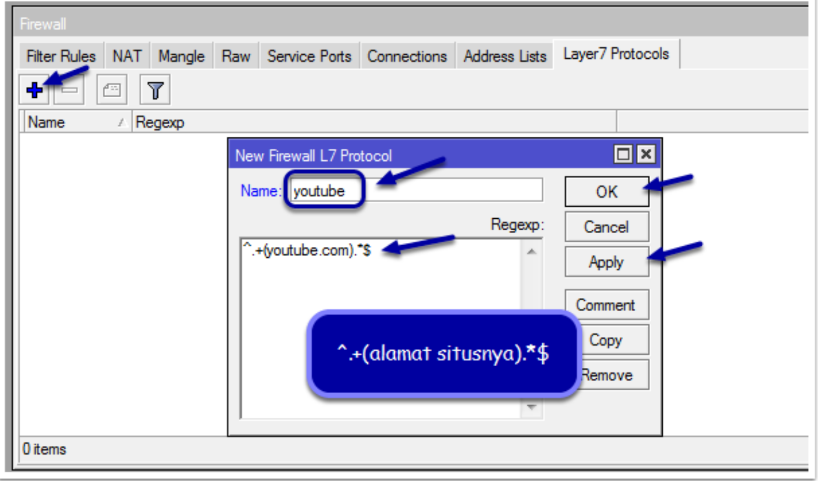 Firewall
Filter Rules NAT Mangle Raw Service Ports Connections Address Lists Layer7 Protocols
Name Regexp
New Firewall L7 Protocol
Name: youtube OK
Regexp: Cancel
^.+(youtube.com).*$
Apply
Comment
^.+(alamat situsnya).*$
Copy
Remove
0 items